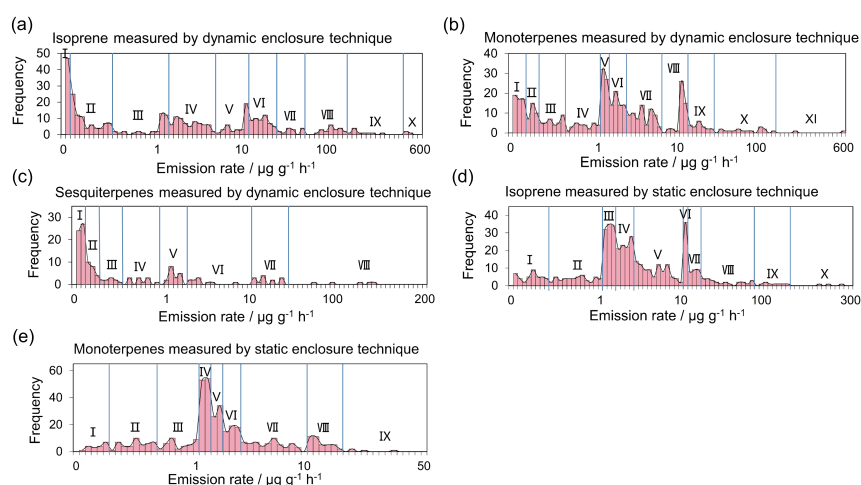 (a)
Isoprene measured by dynamic enclosure technique
Frequency
50
40
30
20
10
0
I II III IV V VI VII VIII IX X
0 1 10 100 600
Emission rate / µg g⁻¹ h⁻¹
(b)
Monoterpenes measured by dynamic enclosure technique
Frequency
40
30
20
10
0
I II III IV V VI VII VIII IX X XI
0 1 10 100 600
Emission rate / µg g⁻¹ h⁻¹
(c)
Sesquiterpenes measured by dynamic enclosure technique
Frequency
30
20
10
0
I II III IV V VI VII VIII
0 1 10 100 200
Emission rate / µg g⁻¹ h⁻¹
(d)
Isoprene measured by static enclosure technique
Frequency
40
30
20
10
0
I II III IV V VI VII VIII IX X
0 1 10 100 300
Emission rate / µg g⁻¹ h⁻¹
(e)
Monoterpenes measured by static enclosure technique
Frequency
60
40
20
0
I II III IV V VI VII VIII IX
0 1 10 50
Emission rate / µg g⁻¹ h⁻¹